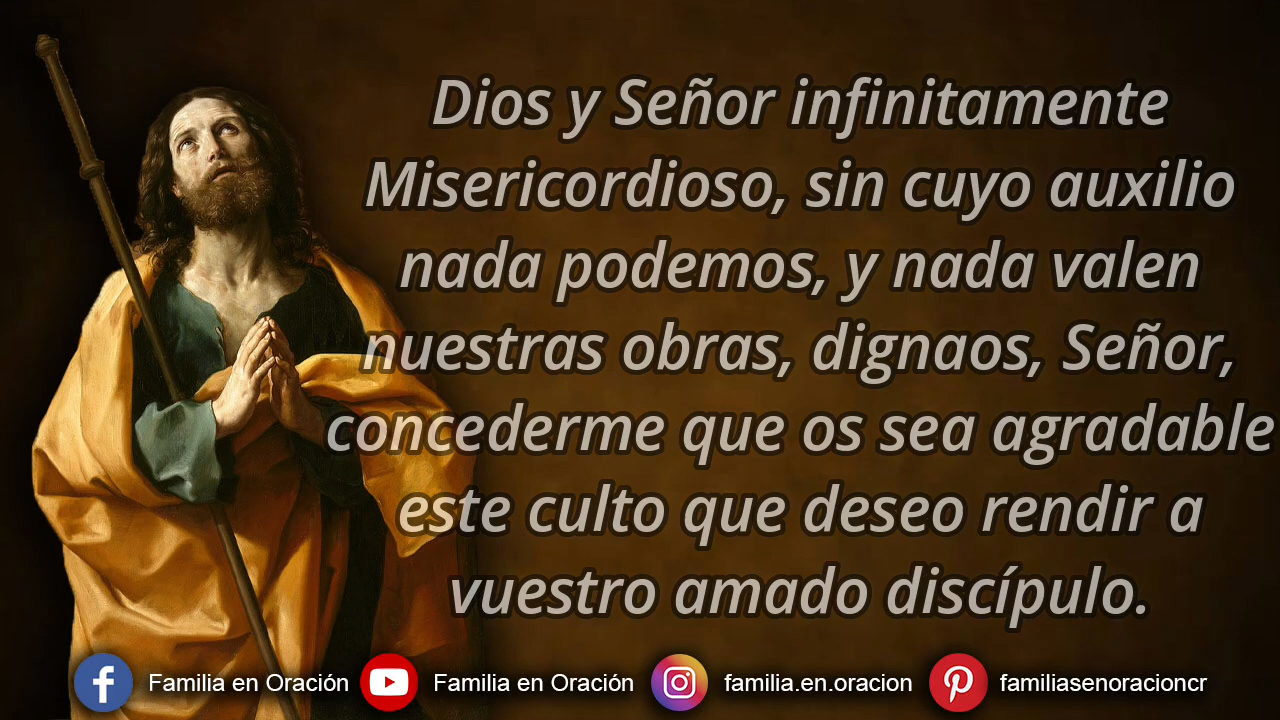 Dios y Señor infinitamente
Misericordioso, sin cuyo auxilio
nada podemos, y nada valen
nuestras obras, dignaos, Señor,
concederme que os sea agradable
este culto que deseo rendir a
vuestro amado discípulo.
Familia en Oración Familia en Oración familia.en.oracion familiasenoracioncr